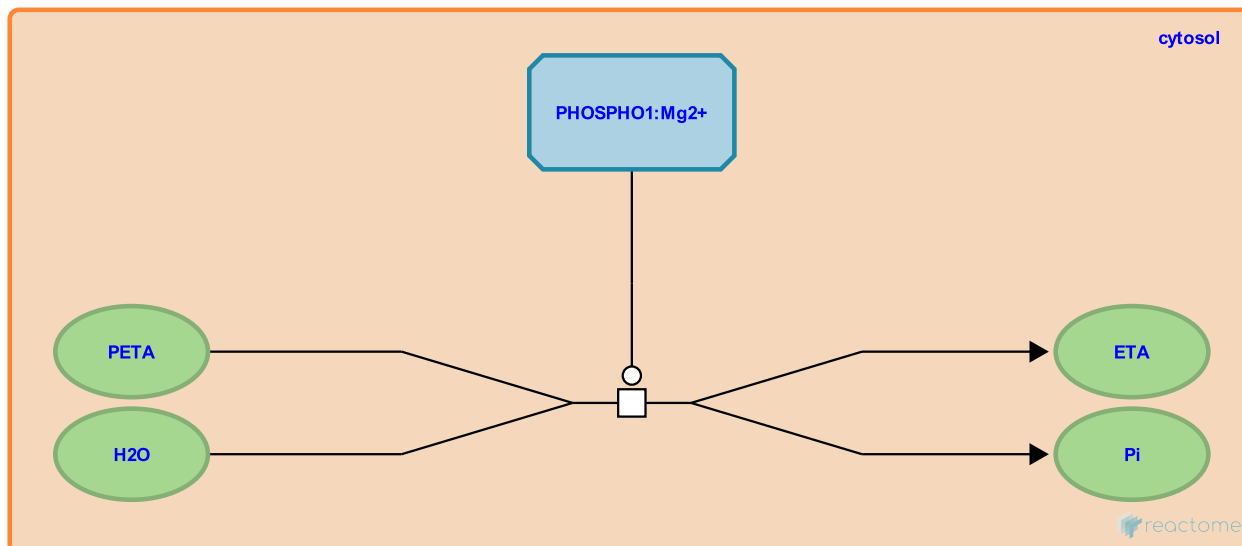 cytosol
PHOSPHO1:Mg2+
PETA
ETA
H2O
Pi
reactome